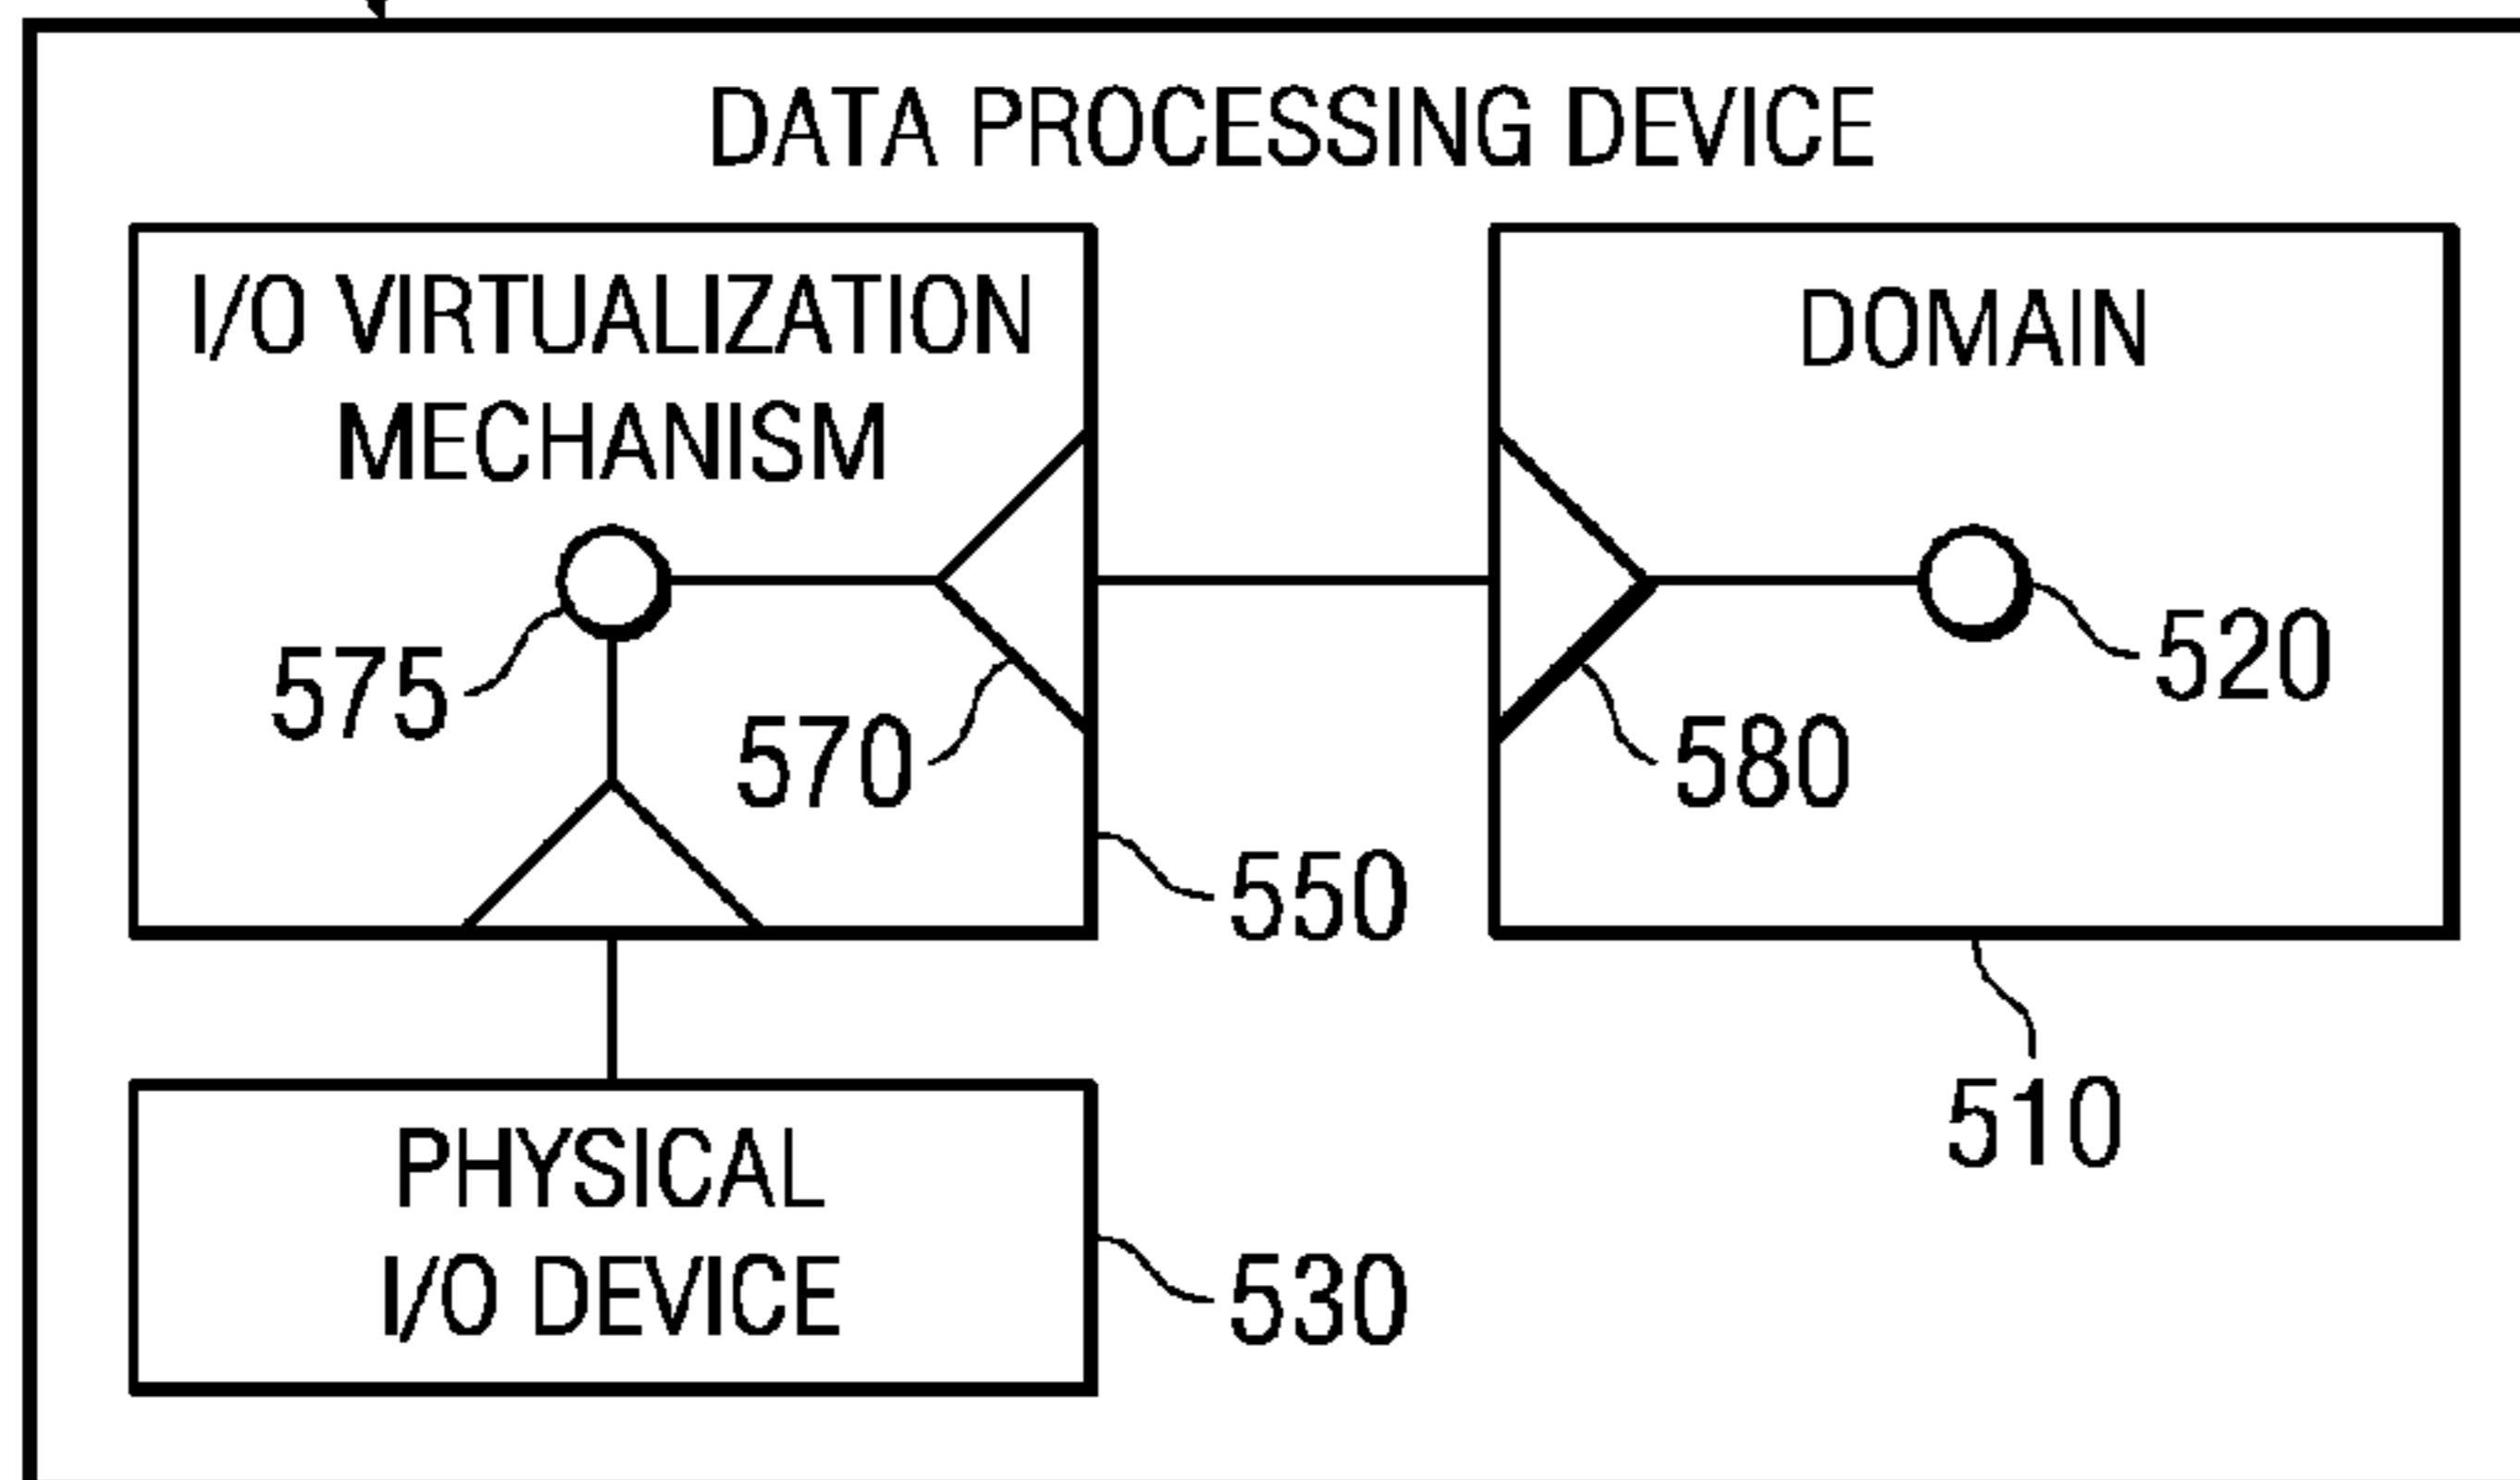 DATA PROCESSING DEVICE
I/O VIRTUALIZATION
MECHANISM
DOMAIN
575
570
580
520
550
510
PHYSICAL
I/O DEVICE
530